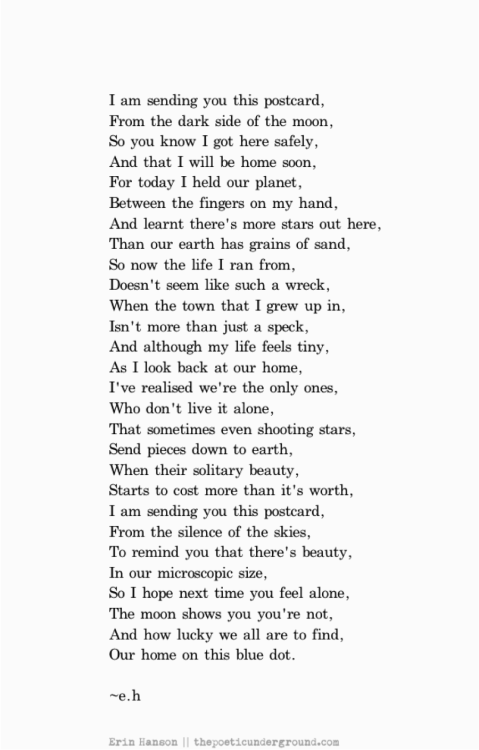 I am sending you this postcard,
From the dark side of the moon,
So you know I got here safely,
And that I will be home soon,
For today I held our planet,
Between the fingers on my hand,
And learnt there's more stars out here,
Than our earth has grains of sand,
So now the life I ran from,
Doesn't seem like such a wreck,
When the town that I grew up in,
Isn't more than just a speck,
And although my life feels tiny,
As I look back at our home,
I've realised we're the only ones,
Who don't live it alone,
That sometimes even shooting stars,
Send pieces down to earth,
When their solitary beauty,
Starts to cost more than it's worth,
I am sending you this postcard,
From the silence of the skies,
To remind you that there's beauty,
In our microscopic size,
So I hope next time you feel alone,
The moon shows you you're not,
And how lucky we all are to find,
Our home on this blue dot.
~e.h
Erin Hanson || thepoeticunderground.com